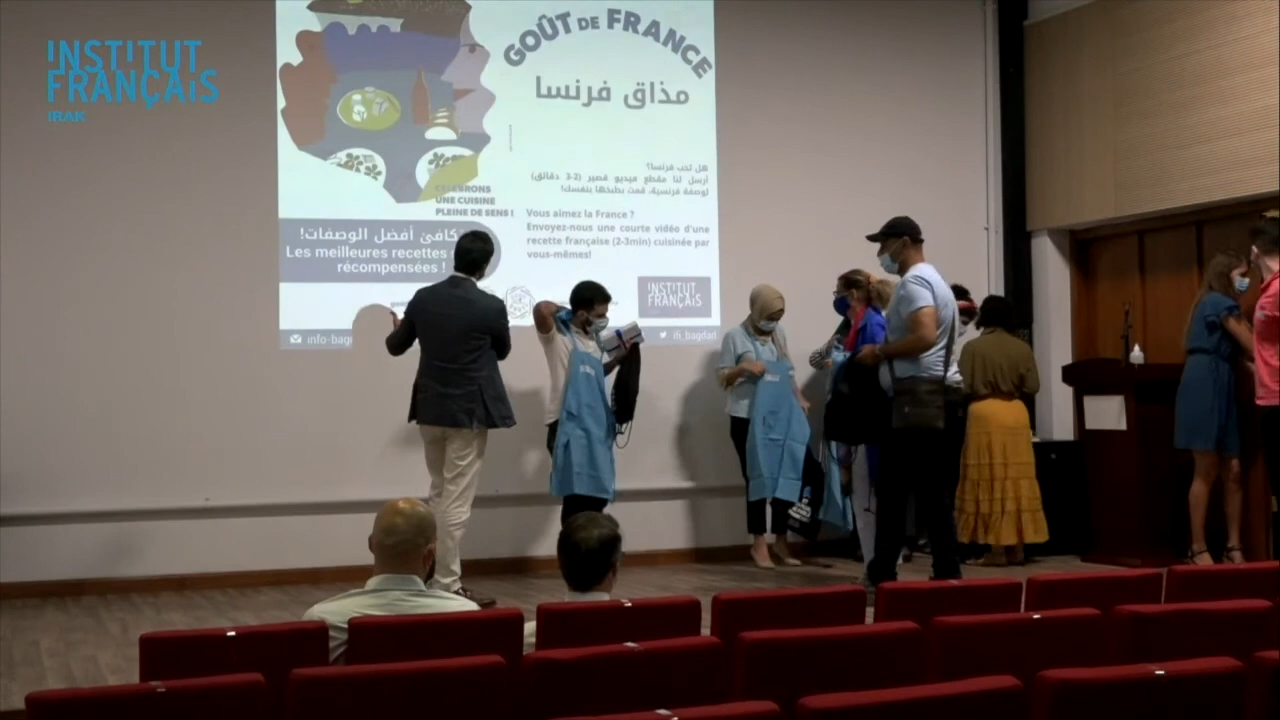 INSTITUT
FRANÇAIS
IRAK
GOÛT DE FRANCE
مذاق فرنسا
هل تحب فرنسا؟
أرسل لنا مقطع فيديو قصير (2-3 دقائق)
لوصفة فرنسية، قمت بطبخها بنفسك!
UNE CUISINE
PLEINE DE SENS !
Vous aimez la France ?
Envoyez-nous une courte vidéo d'une
recette française (2-3min) cuisinée par
vous-mêmes!
أفضل الوصفات!
Les meilleures recettes
récompensées !
INSTITUT
FRANÇAIS
info-bag
ifi_bagdad